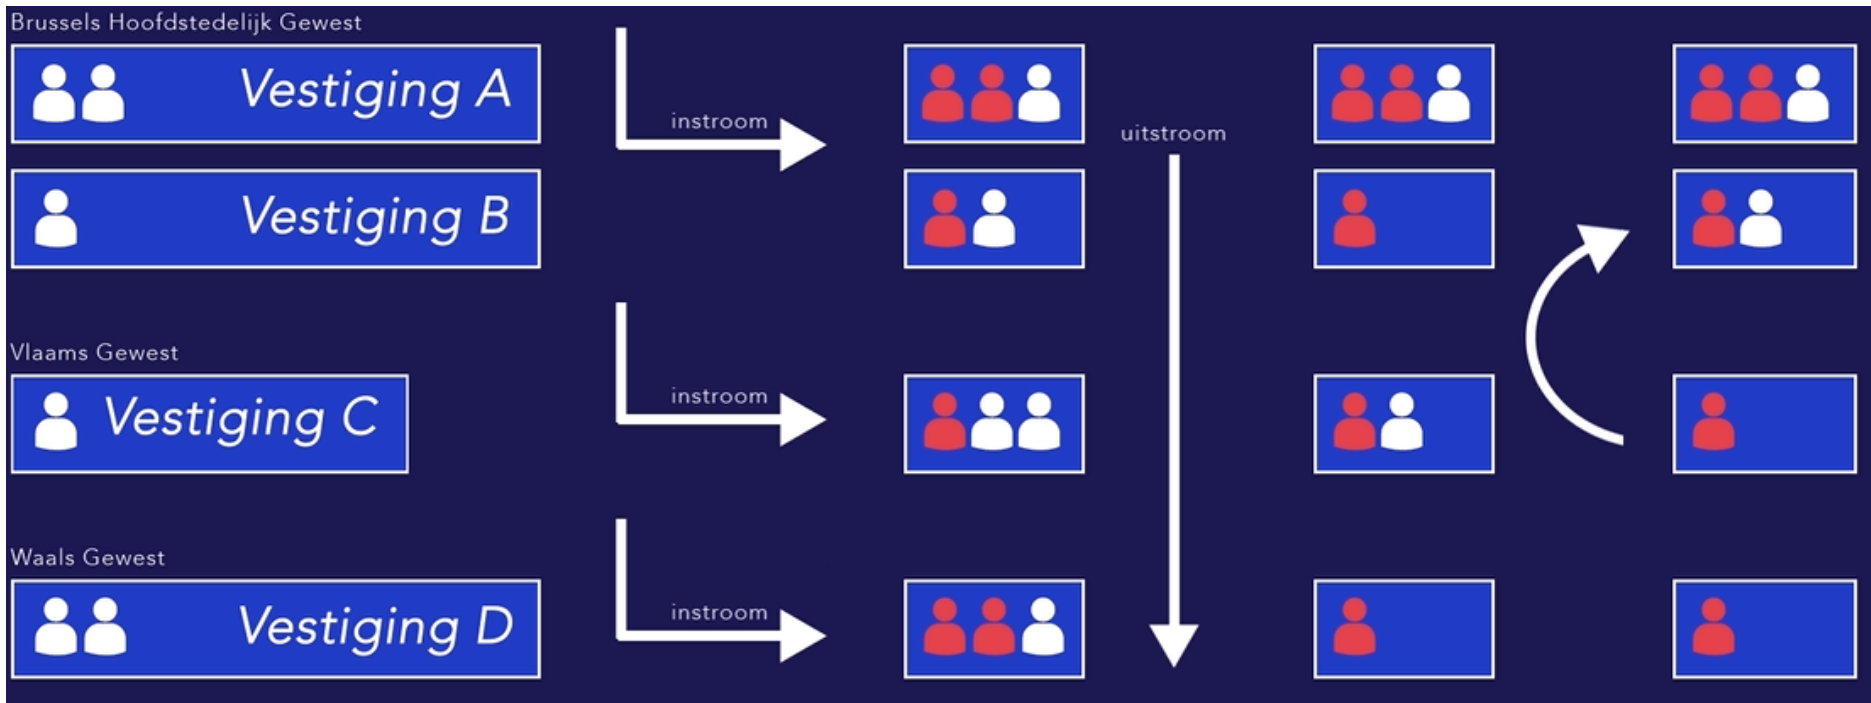 Brussels Hoofdstedelijk Gewest
Vestiging A
instroom
uitstroom
Vestiging B
Vlaams Gewest
Vestiging C
instroom
Waals Gewest
Vestiging D
instroom